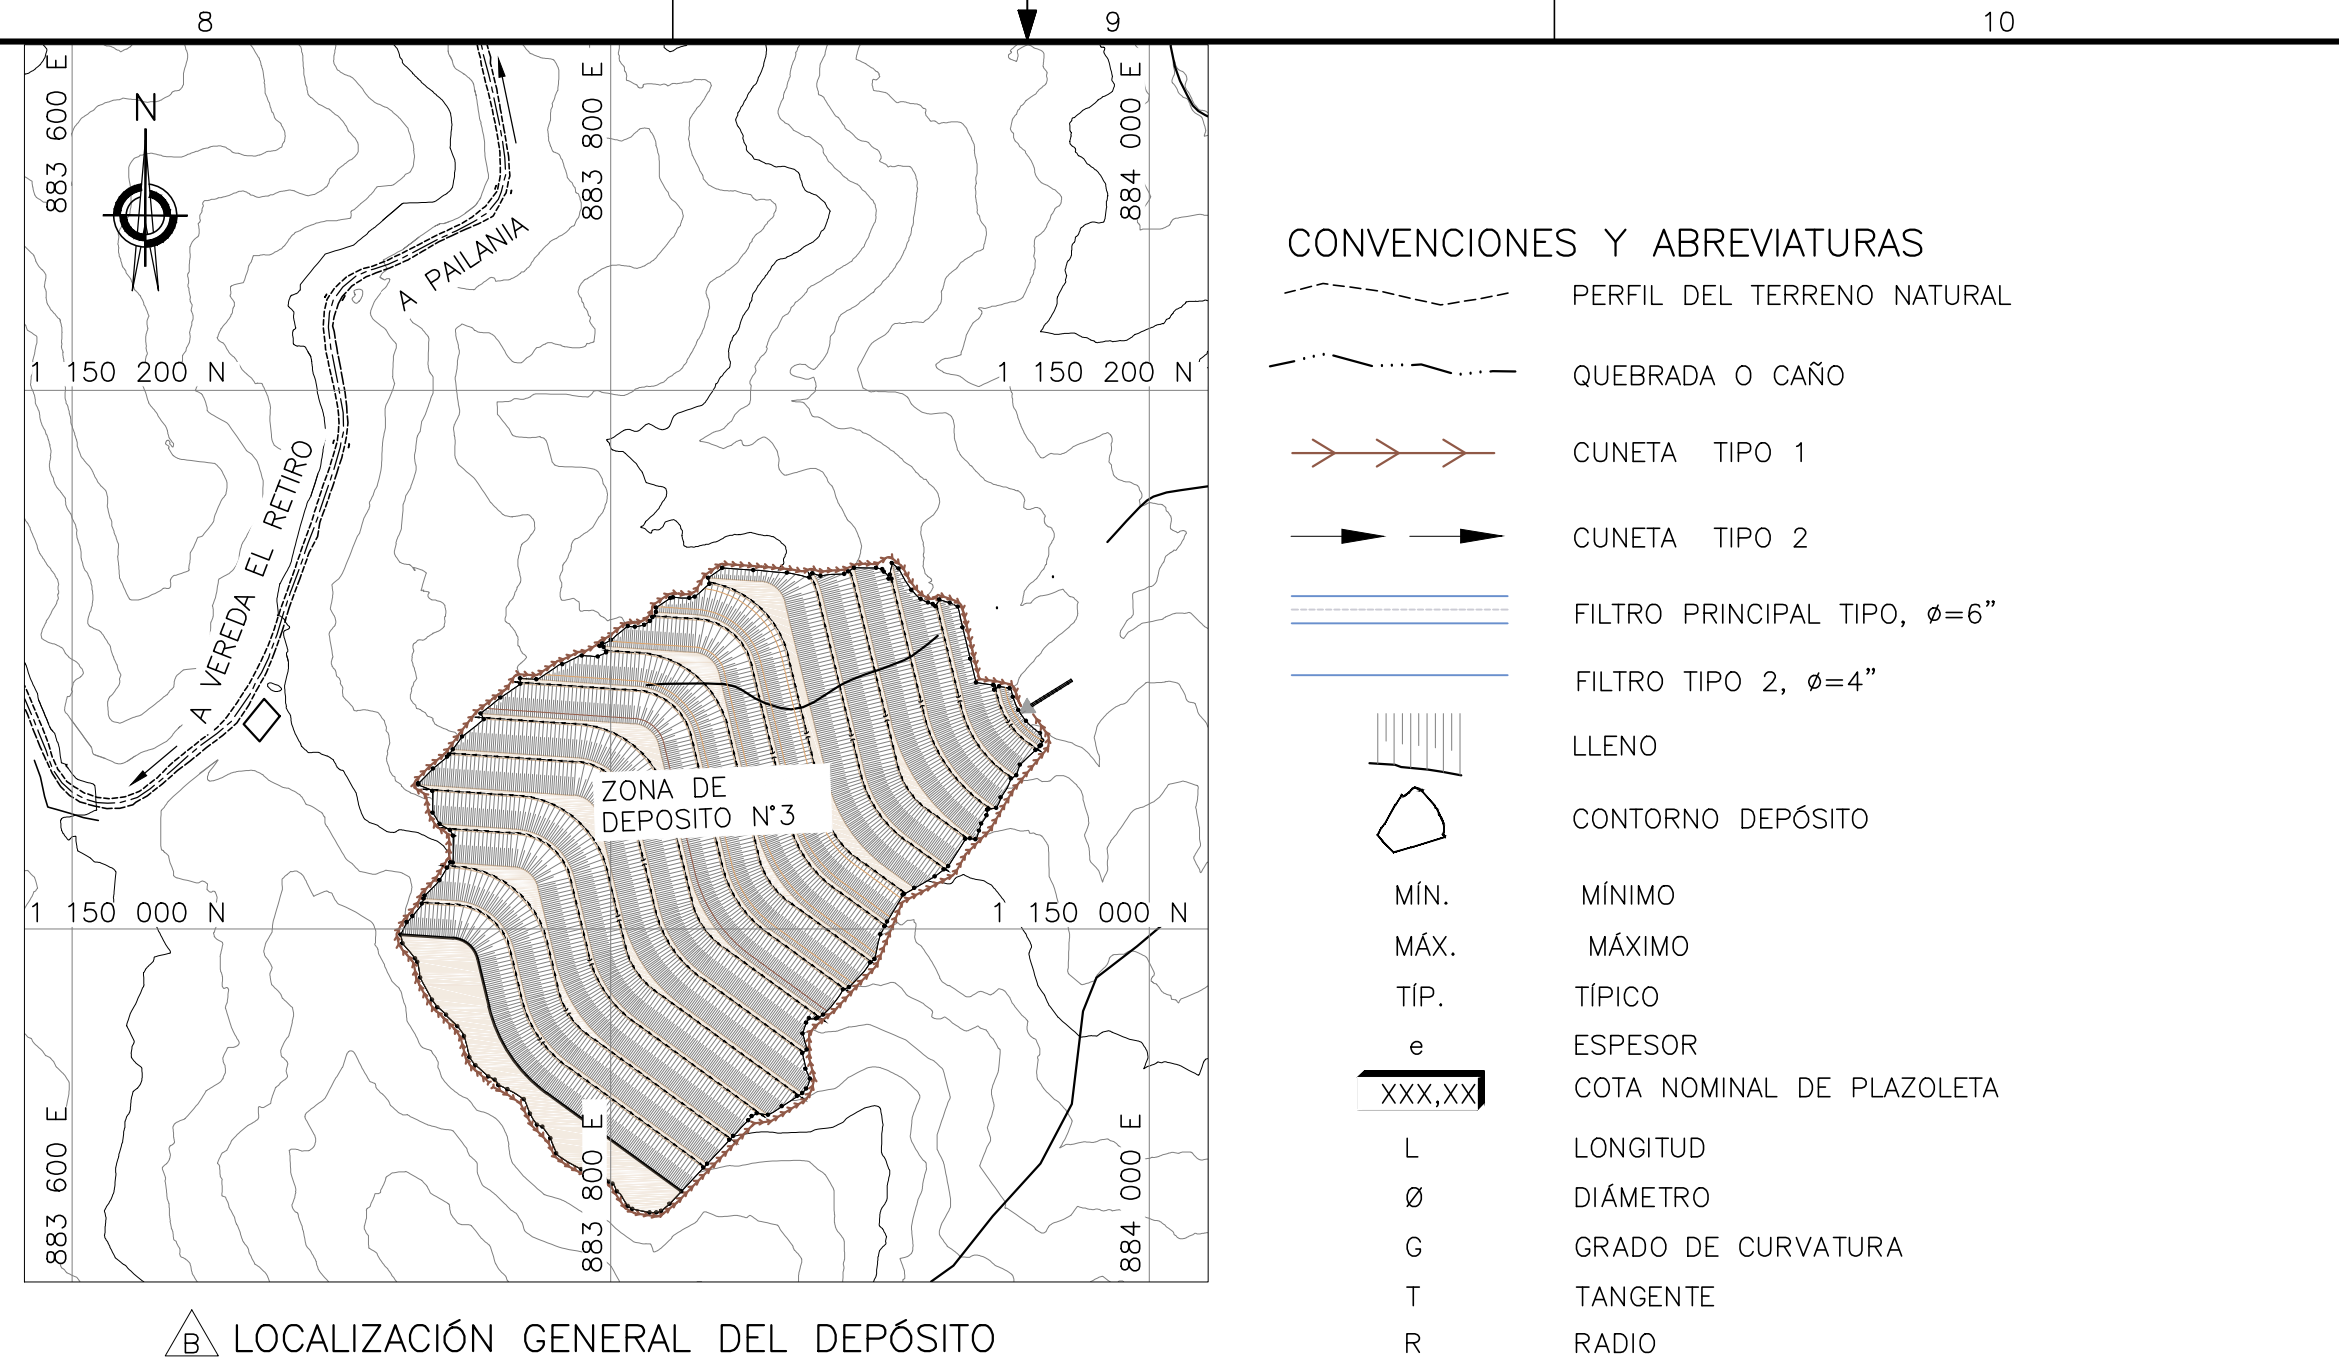 8 9 10
883 600 E
883 800 E
884 000 E
N
A PAILANIA
1 150 200 N
1 150 200 N
A VEREDA EL RETIRO
ZONA DE
DEPOSITO N°3
1 150 000 N
1 150 000 N
883 600 E
883 800 E
884 000 E
B LOCALIZACIÓN GENERAL DEL DEPÓSITO
CONVENCIONES Y ABREVIATURAS
PERFIL DEL TERRENO NATURAL
QUEBRADA O CAÑO
CUNETA TIPO 1
CUNETA TIPO 2
FILTRO PRINCIPAL TIPO, ø=6”
FILTRO TIPO 2, ø=4”
LLENO
CONTORNO DEPÓSITO
MÍN. MÍNIMO
MÁX. MÁXIMO
TÍP. TÍPICO
e ESPESOR
XXX,XX COTA NOMINAL DE PLAZOLETA
L LONGITUD
Ø DIÁMETRO
G GRADO DE CURVATURA
T TANGENTE
R RADIO